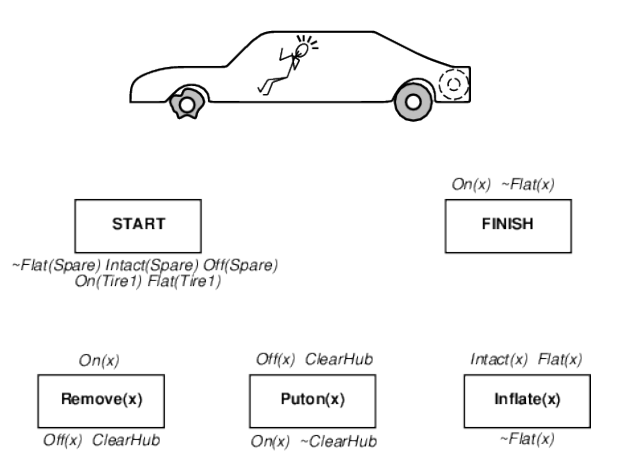 On(x) ~Flat(x)
START
FINISH
~Flat(Spare) Intact(Spare) Off(Spare)
On(Tire1) Flat(Tire1)
On(x)
Off(x) ClearHub
Intact(x) Flat(x)
Remove(x)
Puton(x)
Inflate(x)
Off(x) ClearHub
On(x) ~ClearHub
~Flat(x)